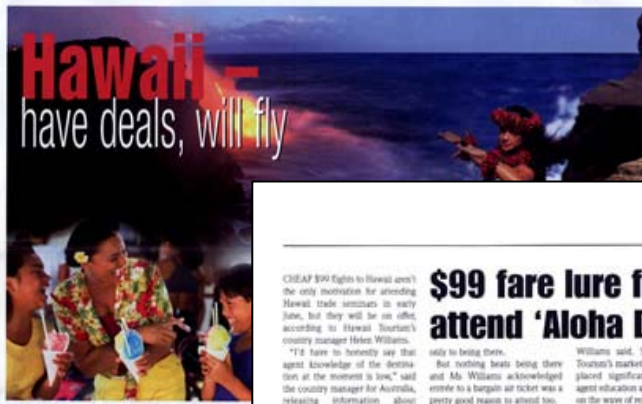 Hawaii –
have deals, will fly
$99 fare lure f
attend ‘Aloha D
CHEAP $99 flights to Hawaii aren't
the only motivation for attending
Hawaii trade seminars in early
June, but they will be on offer,
according to Hawaii Tourism's
country manager Helen Williams.
"I'd have to honestly say that
agent knowledge of the destina-
tion at the moment is low," said
the country manager for Australia,
releasing information about
only to being there.
But nothing beats being there
and Ms Williams acknowledged
entrée to a bargain air ticket was a
pretty good reason to attend too.
Williams said,
Tourism's market
placed signific
agent education a
on the wave of